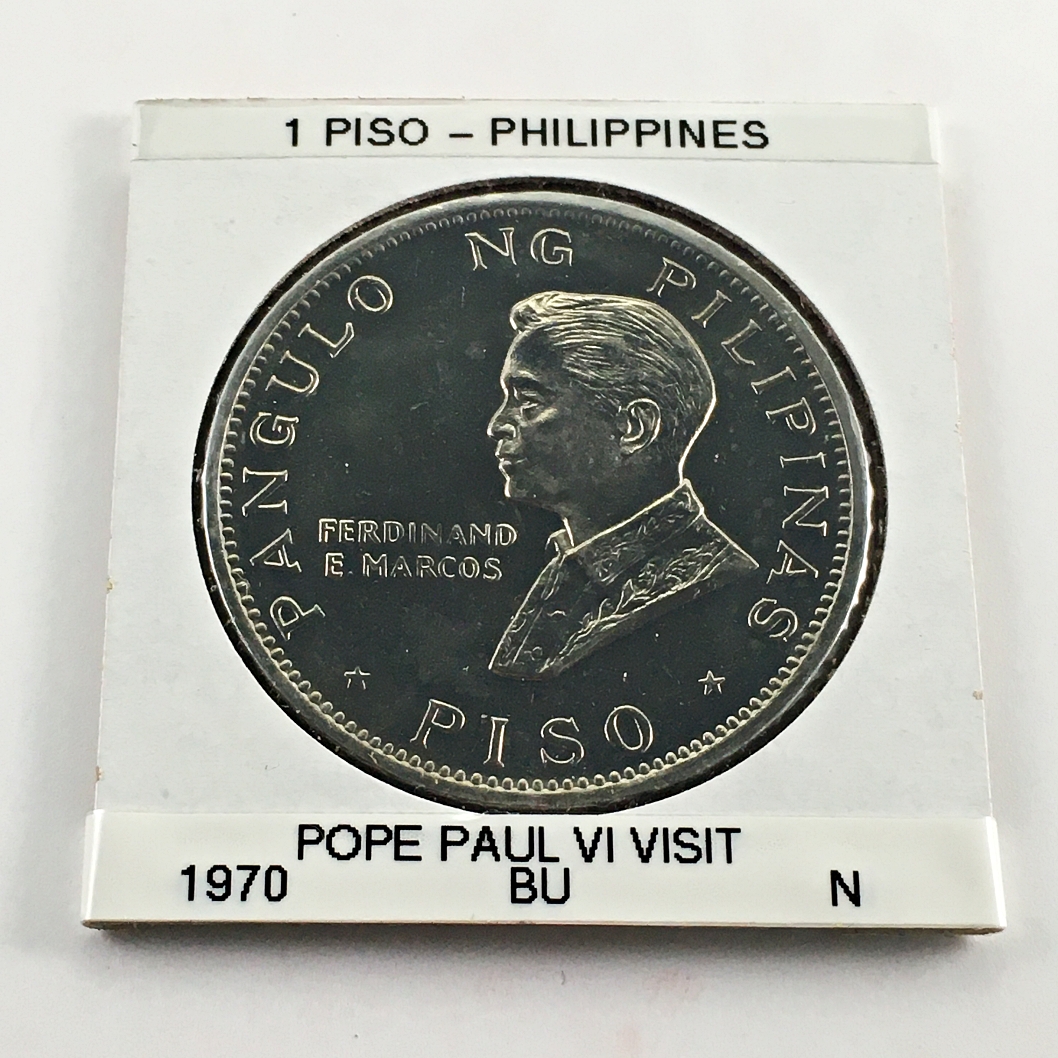 1 PISO – PHILIPPINES
PANGULO NG PILIPINAS
FERDINAND
E. MARCOS
PISO
POPE PAUL VI VISIT
1970 BU N